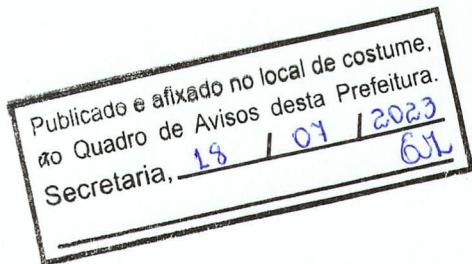 Publicado e afixado no local de costume,
ao Quadro de Avisos desta Prefeitura.
Secretaria, 18 / 07 / 2023